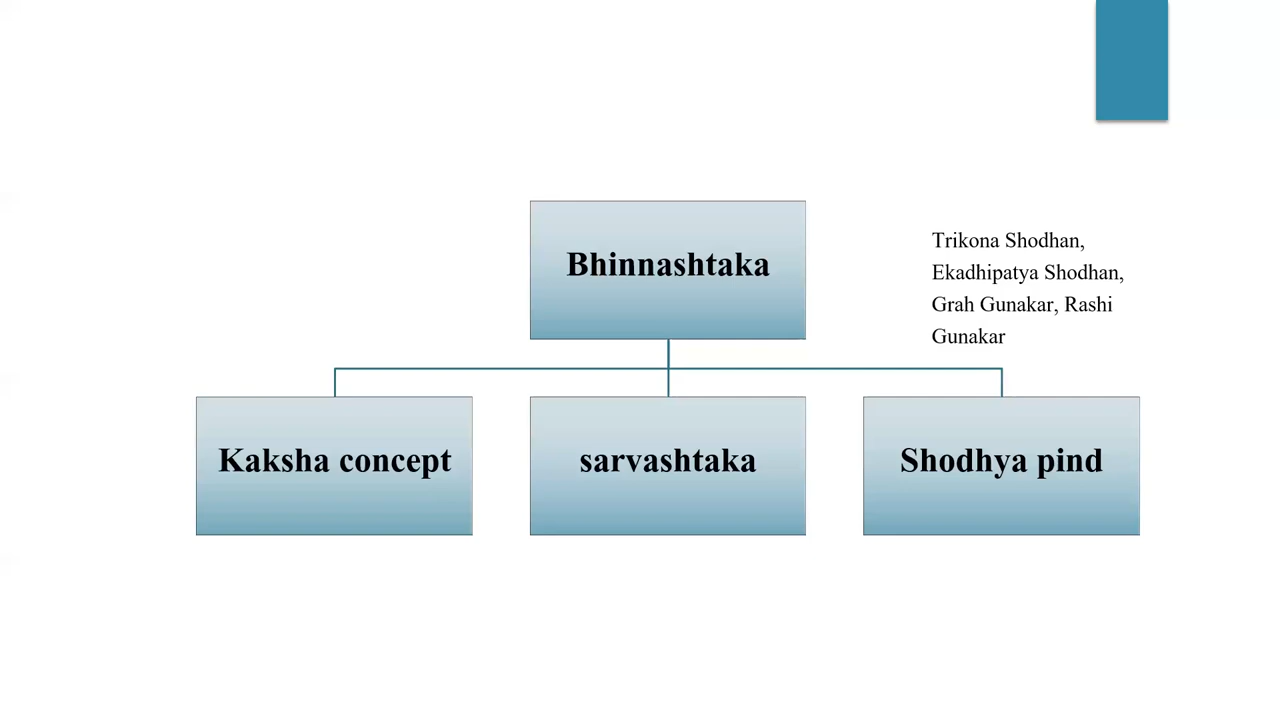 Bhinnashtaka
Trikona Shodhan,
Ekadhipatya Shodhan,
Grah Gunakar, Rashi
Gunakar
Kaksha concept
sarvashtaka
Shodhya pind